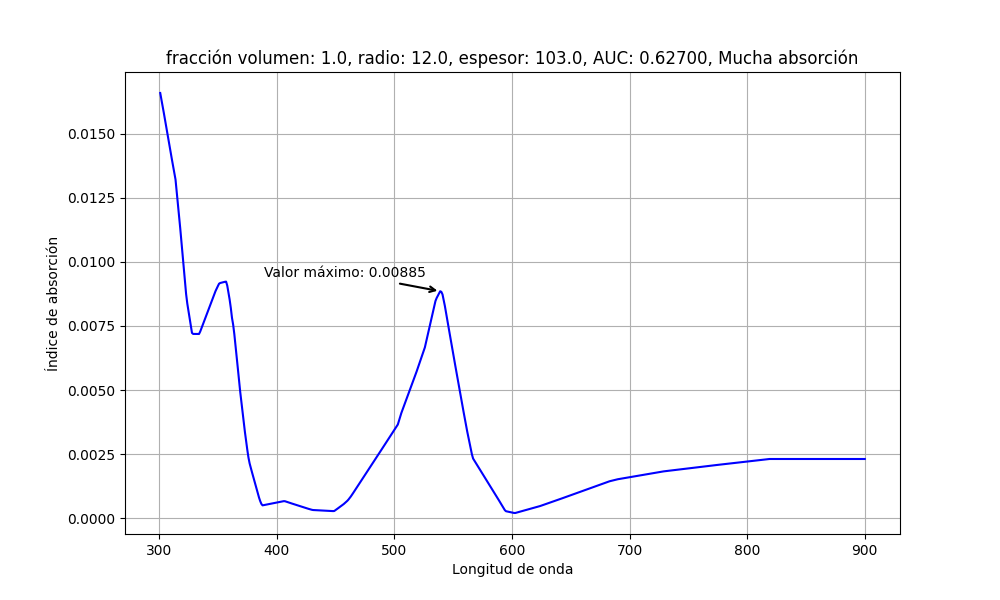 fracción volumen: 1.0, radio: 12.0, espesor: 103.0, AUC: 0.62700, Mucha absorción
Índice de absorción
0.0150
0.0125
0.0100
0.0075
0.0050
0.0025
0.0000
Valor máximo: 0.00885
300 400 500 600 700 800 900
Longitud de onda